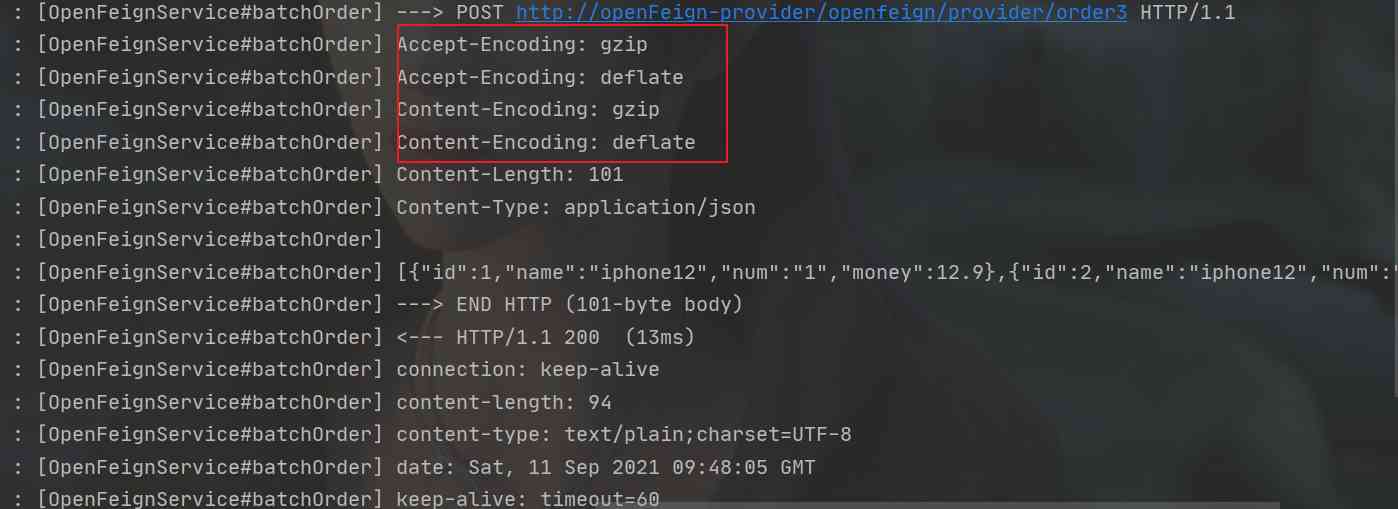 : [OpenFeignService#batchOrder] ---> POST http://openFeign-provider/openfeign/provider/order3 HTTP/1.1
: [OpenFeignService#batchOrder] Accept-Encoding: gzip
: [OpenFeignService#batchOrder] Accept-Encoding: deflate
: [OpenFeignService#batchOrder] Content-Encoding: gzip
: [OpenFeignService#batchOrder] Content-Encoding: deflate
: [OpenFeignService#batchOrder] Content-Length: 101
: [OpenFeignService#batchOrder] Content-Type: application/json
: [OpenFeignService#batchOrder]
: [OpenFeignService#batchOrder] [{"id":1,"name":"iphone12","num":"1","money":12.9},{"id":2,"name":"iphone12","num":"
: [OpenFeignService#batchOrder] ---> END HTTP (101-byte body)
: [OpenFeignService#batchOrder] <--- HTTP/1.1 200  (13ms)
: [OpenFeignService#batchOrder] connection: keep-alive
: [OpenFeignService#batchOrder] content-length: 94
: [OpenFeignService#batchOrder] content-type: text/plain;charset=UTF-8
: [OpenFeignService#batchOrder] date: Sat, 11 Sep 2021 09:48:05 GMT
: [OpenFeignService#batchOrder] keep-alive: timeout=60